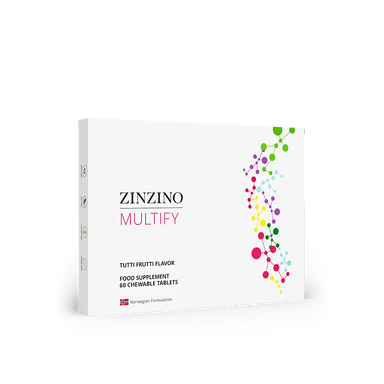 ZINZINO
MULTIFY
TUTTI FRUTTI FLAVOR
FOOD SUPPLEMENT
60 CHEWABLE TABLETS
Norwegian Formulation